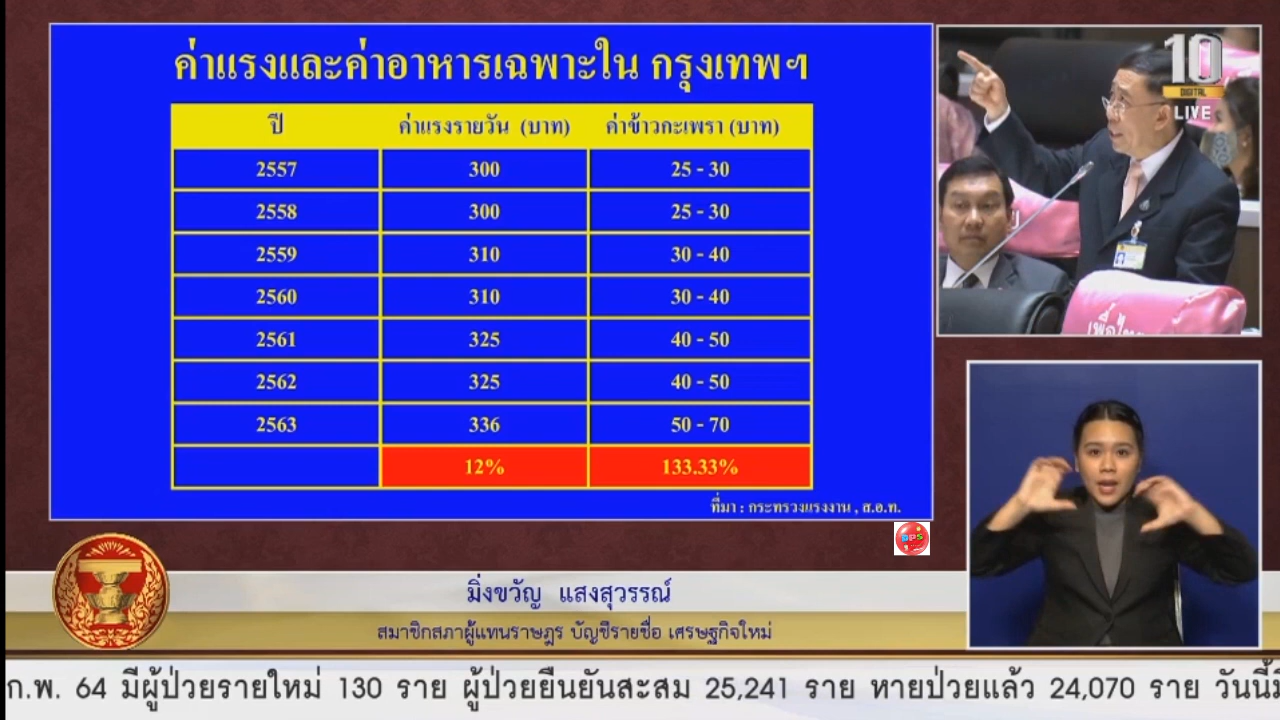 ค่าแรงและค่าอาหารเฉพาะใน กรุงเทพฯ
ปี ค่าแรงรายวัน (บาท) ค่าข้าวกะเพรา (บาท)
2557 300 25 - 30
2558 300 25 - 30
2559 310 30 - 40
2560 310 30 - 40
2561 325 40 - 50
2562 325 40 - 50
2563 336 50 - 70
12% 133.33%
ที่มา : กระทรวงแรงงาน , ส.อ.ท.
10
DIGITAL
LIVE
เพื่อไทย
DPS
มิ่งขวัญ แสงสุวรรณ์
สมาชิกสภาผู้แทนราษฎร บัญชีรายชื่อ เศรษฐกิจใหม่
ก.พ. 64 มีผู้ป่วยรายใหม่ 130 ราย ผู้ป่วยยืนยันสะสม 25,241 ราย หายป่วยแล้ว 24,070 ราย วันนี้